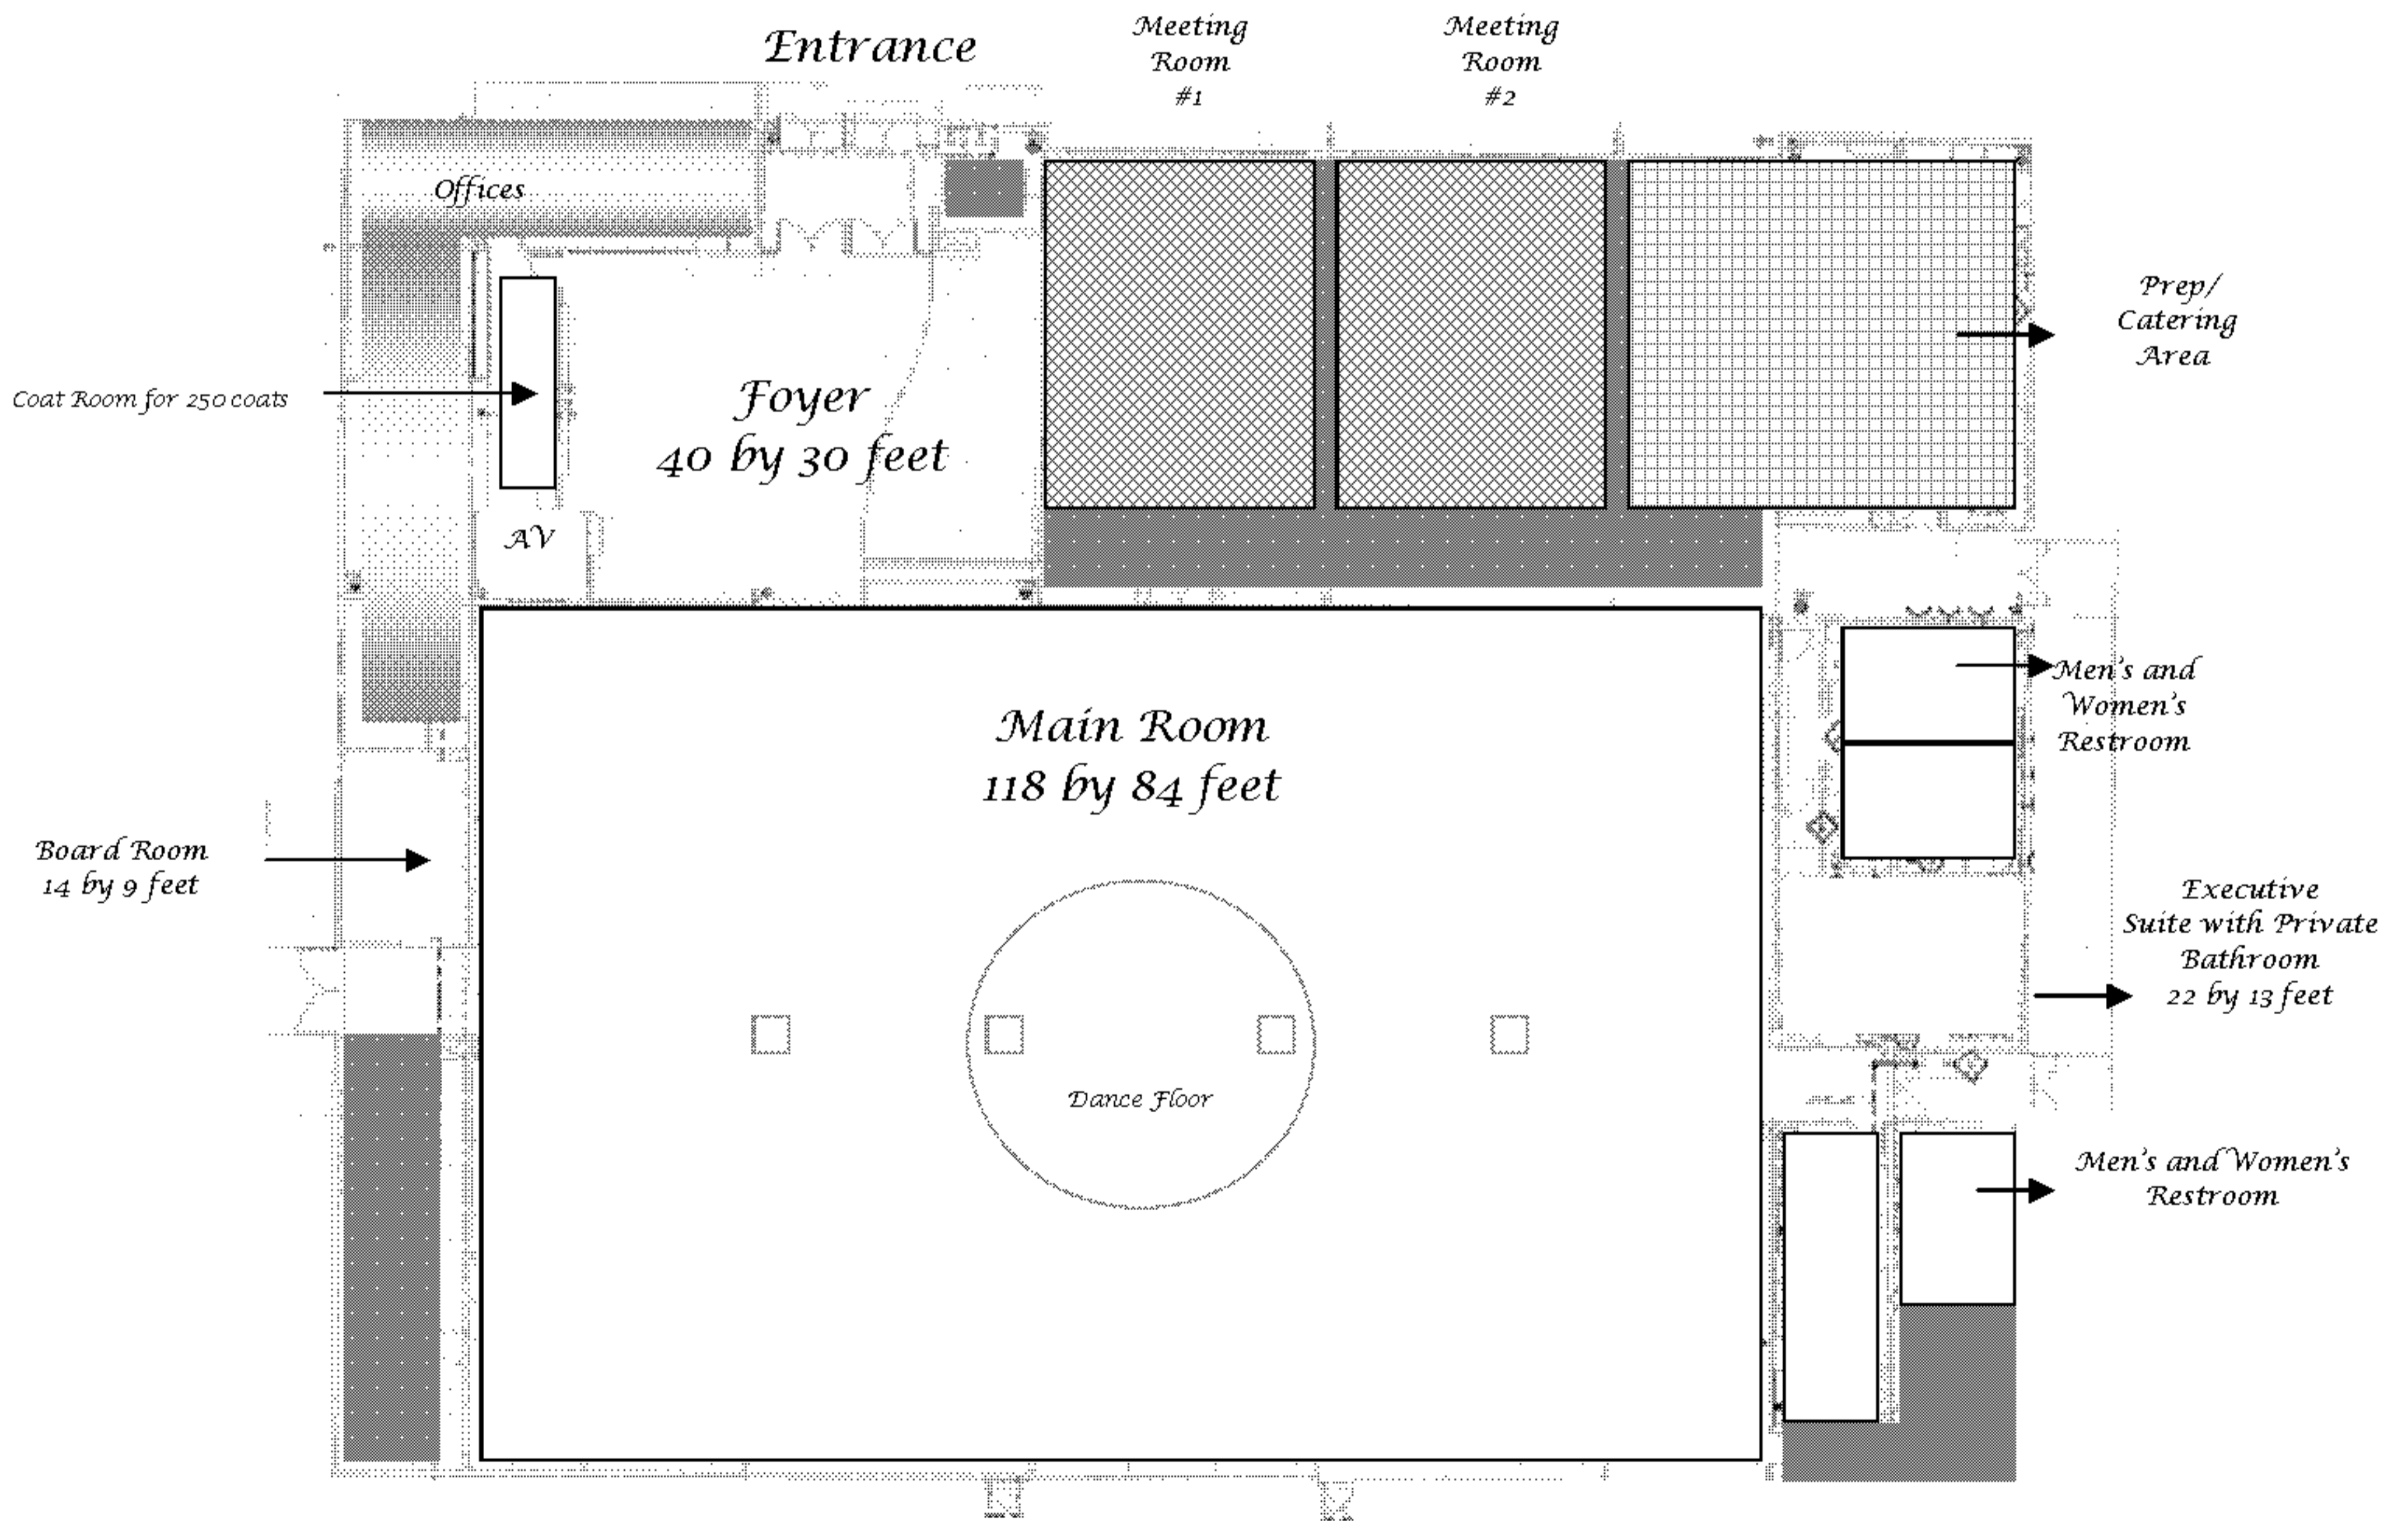 Entrance
Meeting
Room
#1
Meeting
Room
#2
Offices
Prep/
Catering
Area
Coat Room for 250 coats
Foyer
40 by 30 feet
AV
Main Room
118 by 84 feet
Men's and
Women's
Restroom
Board Room
14 by 9 feet
Executive
Suite with Private
Bathroom
22 by 13 feet
Dance Floor
Men's and Women's
Restroom